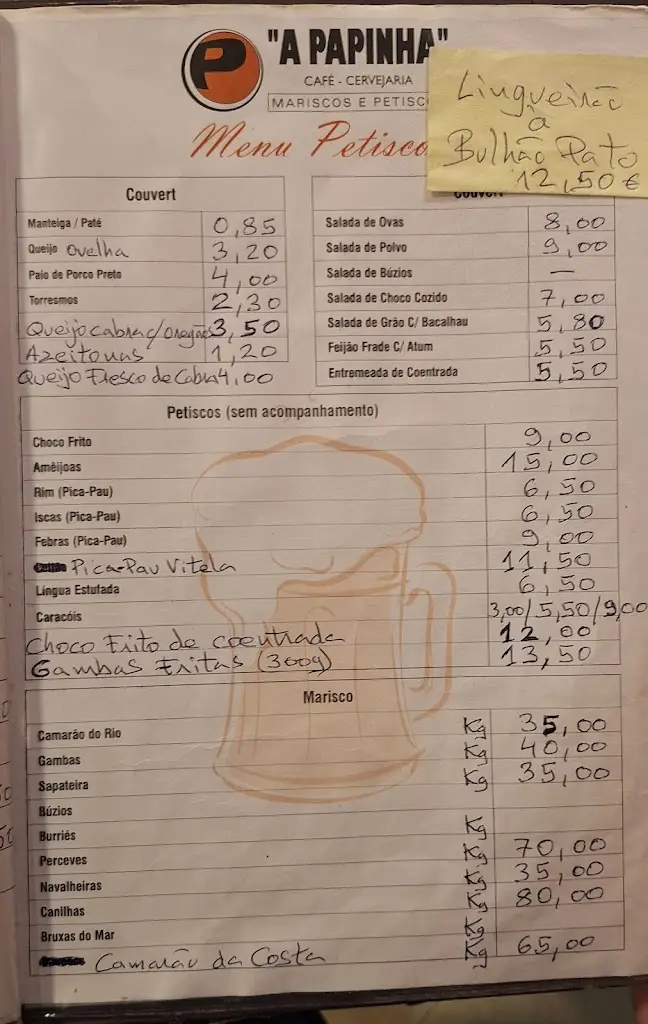 P
"A PAPINHA"
CAFÉ - CERVEJARIA
MARISCOS E PETISC
Menu Petisco
Lingueirão
à
Bulhão Pato
12,50 €
Couvert
Manteiga / Paté 0,85
Queijo Ovelha 3,20
Paio de Porco Preto 4,00
Torresmos 2,30
Queijo cabra c/ oregãos 3,50
Azeitonas 1,20
Queijo Fresco de Cabra 4,00
Couvert
Salada de Ovas 8,00
Salada de Polvo 9,00
Salada de Búzios —
Salada de Choco Cozido 7,00
Salada de Grão C/ Bacalhau 5,80
Feijão Frade C/ Atum 5,50
Entremeada de Coentrada 5,50
Petiscos (sem acompanhamento)
Choco Frito 9,00
Amêijoas 15,00
Rim (Pica-Pau) 6,50
Iscas (Pica-Pau) 6,50
Febras (Pica-Pau) 9,00
Pica-Pau Vitela 11,50
Língua Estufada 6,50
Caracóis 3,00/5,50/9,00
Choco Frito de coentrada 12,00
Gambas Fritas (300g) 13,50
Marisco
Camarão do Rio Kg 35,00
Gambas Kg 40,00
Sapateira Kg 35,00
Búzios
Burriés Kg
Perceves Kg 70,00
Navalheiras Kg 35,00
Canilhas Kg 80,00
Bruxas do Mar Kg
Camarão da Costa Kg 65,00